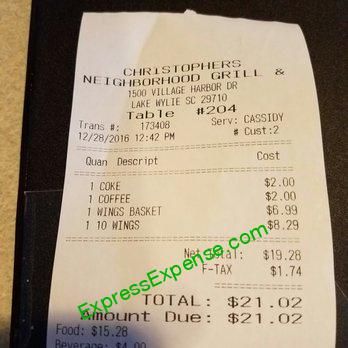 CHRISTOPHERS
NEIGHBORHOOD GRILL &
1500 VILLAGE HARBOR DR
LAKE WYLIE SC 29710
Table #204
Trans #: 173408 Serv: CASSIDY
12/28/2016 12:42 PM # Cust:2
Quan Descript Cost
1 COKE $2.00
1 COFFEE $2.00
1 WINGS BASKET $6.99
1 10 WINGS $8.29
Net Total: $19.28
F-TAX $1.74
TOTAL: $21.02
Amount Due: $21.02
Food: $15.28
Beverage: $4.00
ExpressExpense.com